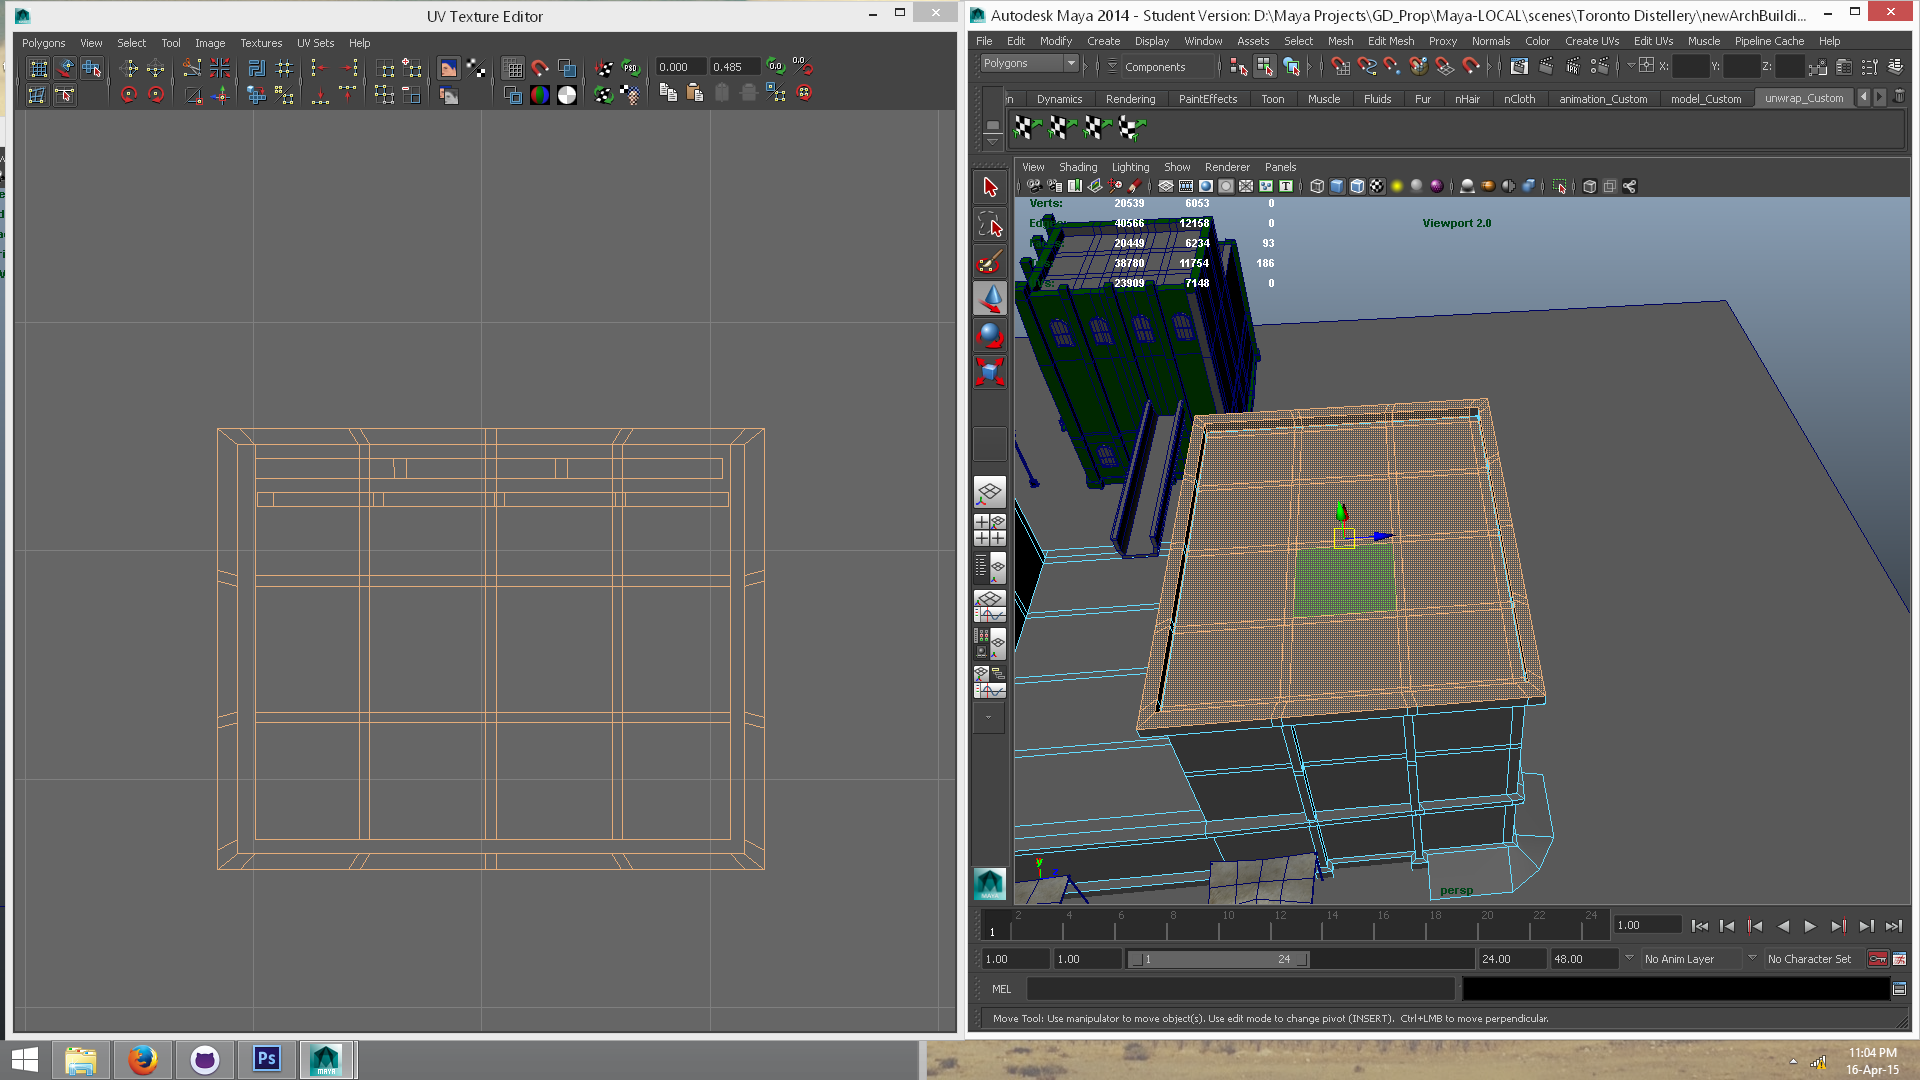 UV Texture Editor
Polygons View Select Tool Image Textures UV Sets Help
0.000 0.485
Autodesk Maya 2014 - Student Version: D:\Maya Projects\GD_Prop\Maya-LOCAL\scenes\Toronto Distellery\newArchBuildi...
File Edit Modify Create Display Window Assets Select Mesh Edit Mesh Proxy Normals Color Create UVs Edit UVs Muscle Pipeline Cache Help
Polygons Components X: Y: Z:
Dynamics Rendering PaintEffects Toon Muscle Fluids Fur nHair nCloth animation_Custom model_Custom unwrap_Custom
View Shading Lighting Show Renderer Panels
Verts: 20539 6053 0
40566 12158 0
20449 6234 93
38780 11754 186
23909 7148 0
Viewport 2.0
y
persp
2 4 6 8 10 12 14 16 18 20 22 24
1
1.00
1.00 1.00 1 24 24.00 48.00 No Anim Layer No Character Set
MEL
Move Tool: Use manipulator to move object(s). Use edit mode to change pivot (INSERT). Ctrl+LMB to move perpendicular.
Ps
MAYA
11:04 PM
16-Apr-15